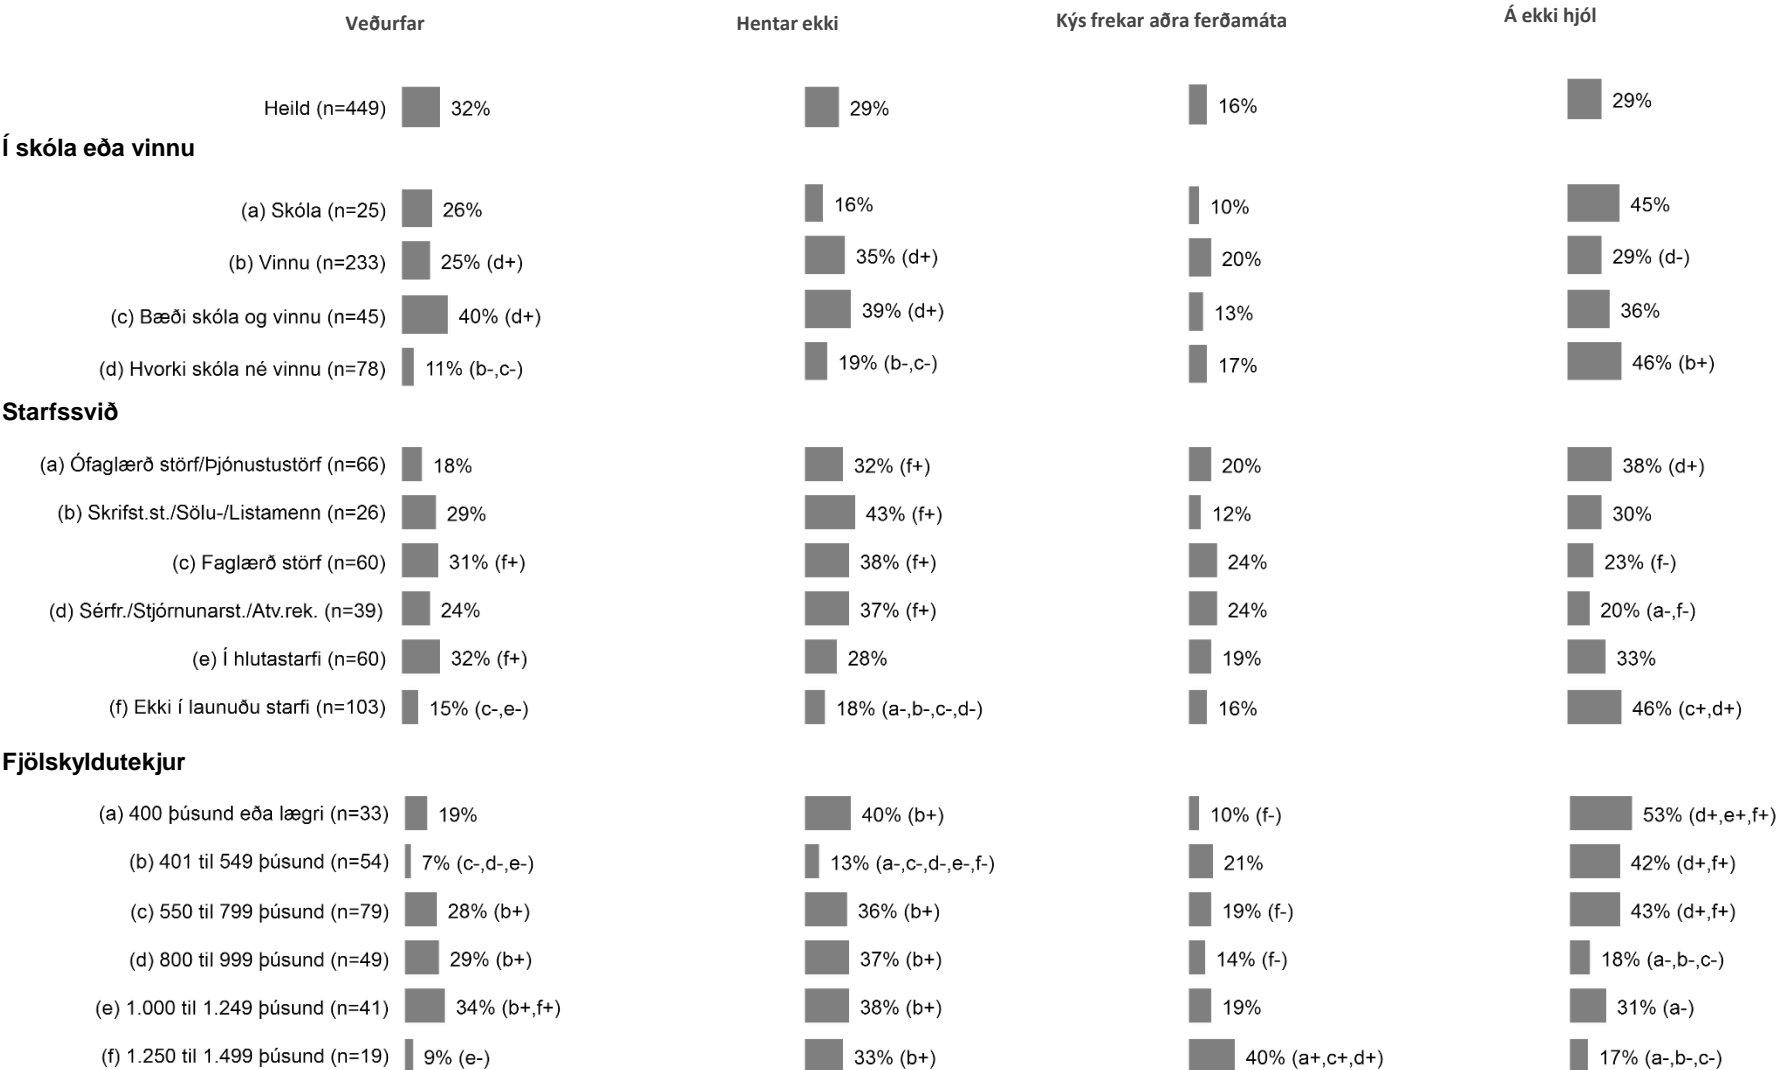 Veðurfar Hentar ekki Kýs frekar aðra ferðamáta Á ekki hjól
Heild (n=449) 32% 29% 16% 29%
Í skóla eða vinnu
(a) Skóla (n=25) 26% 16% 10% 45%
(b) Vinnu (n=233) 25% (d+) 35% (d+) 20% 29% (d-)
(c) Bæði skóla og vinnu (n=45) 40% (d+) 39% (d+) 13% 36%
(d) Hvorki skóla né vinnu (n=78) 11% (b-,c-) 19% (b-,c-) 17% 46% (b+)
Starfssvið
(a) Ófaglærð störf/Þjónustustörf (n=66) 18% 32% (f+) 20% 38% (d+)
(b) Skrifst.st./Sölu-/Listamenn (n=26) 29% 43% (f+) 12% 30%
(c) Faglærð störf (n=60) 31% (f+) 38% (f+) 24% 23% (f-)
(d) Sérfr./Stjórnunarst./Atv.rek. (n=39) 24% 37% (f+) 24% 20% (a-,f-)
(e) Í hlutastarfi (n=60) 32% (f+) 28% 19% 33%
(f) Ekki í launuðu starfi (n=103) 15% (c-,e-) 18% (a-,b-,c-,d-) 16% 46% (c+,d+)
Fjölskyldutekjur
(a) 400 þúsund eða lægri (n=33) 19% 40% (b+) 10% (f-) 53% (d+,e+,f+)
(b) 401 til 549 þúsund (n=54) 7% (c-,d-,e-) 13% (a-,c-,d-,e-,f-) 21% 42% (d+,f+)
(c) 550 til 799 þúsund (n=79) 28% (b+) 36% (b+) 19% (f-) 43% (d+,f+)
(d) 800 til 999 þúsund (n=49) 29% (b+) 37% (b+) 14% (f-) 18% (a-,b-,c-)
(e) 1.000 til 1.249 þúsund (n=41) 34% (b+,f+) 38% (b+) 19% 31% (a-)
(f) 1.250 til 1.499 þúsund (n=19) 9% (e-) 33% (b+) 40% (a+,c+,d+) 17% (a-,b-,c-)